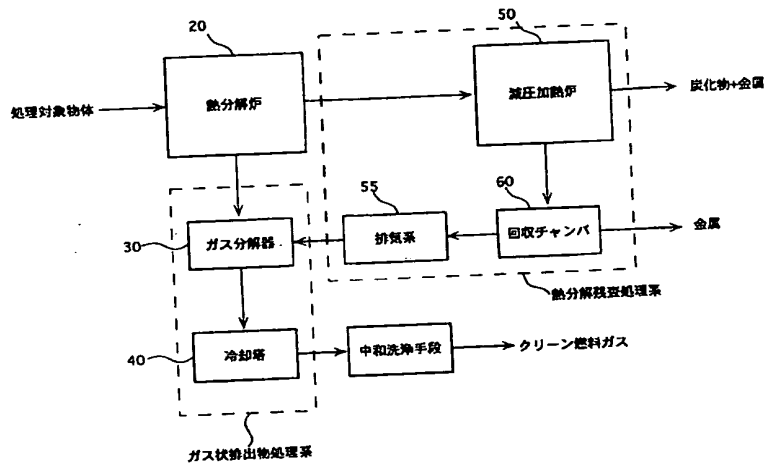 20
50
処理対象物体
熱分解炉
減圧加熱炉
炭化物+金属
30
ガス分解器
55
排気系
60
回収チャンバ
金属
熱分解残査処理系
40
冷却塔
中和洗浄手段
クリーン燃料ガス
ガス状排出物処理系